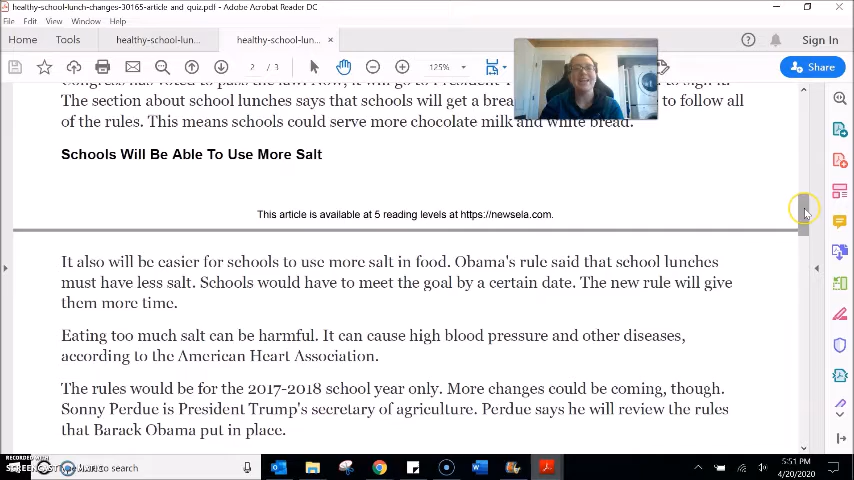 healthy-school-lunch-changes-30165-article and quiz.pdf - Adobe Acrobat Reader DC
File Edit View Window Help
Home Tools healthy-school-lun... healthy-school-lun... × Sign In
2 / 3 125% Share
The section about school lunches says that schools will get a brea to follow all
of the rules. This means schools could serve more chocolate milk and white bread.
Schools Will Be Able To Use More Salt
This article is available at 5 reading levels at https://newsela.com.
It also will be easier for schools to use more salt in food. Obama's rule said that school lunches
must have less salt. Schools would have to meet the goal by a certain date. The new rule will give
them more time.
Eating too much salt can be harmful. It can cause high blood pressure and other diseases,
according to the American Heart Association.
The rules would be for the 2017-2018 school year only. More changes could be coming, though.
Sonny Perdue is President Trump's secretary of agriculture. Perdue says he will review the rules
that Barack Obama put in place.
RECORDED WITH
SCREENCAST
here to search
5:51 PM
4/20/2020